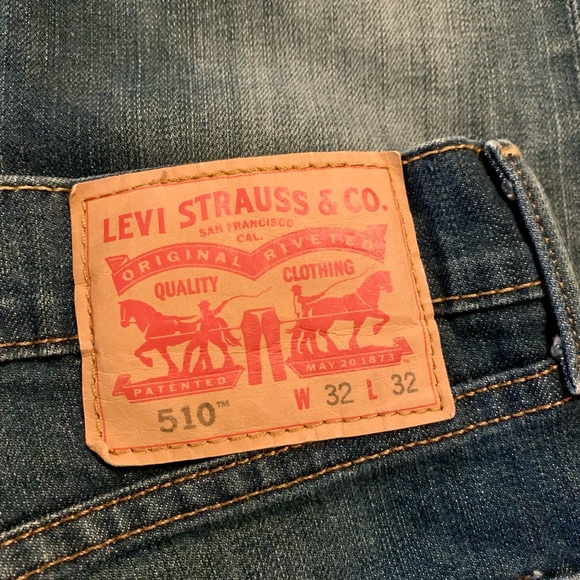 LEVI STRAUSS & CO.
SAN FRANCISCO
CAL.
ORIGINAL RIVETED
QUALITY CLOTHING
PATENTED MAY 20 1873
510™ W 32 L 32